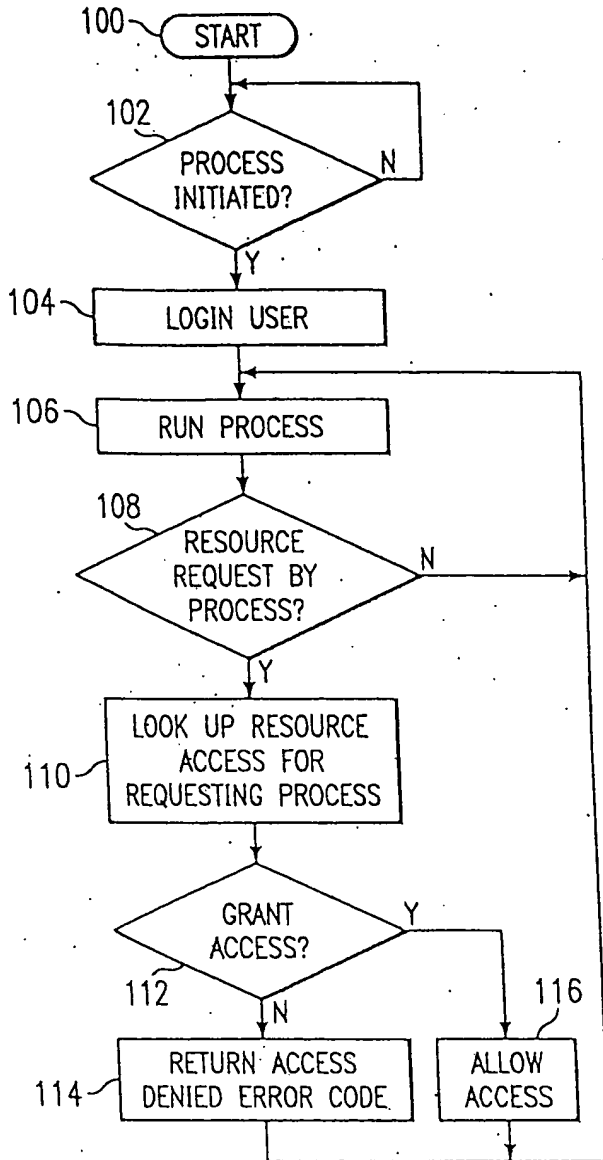 100
START
102
PROCESS
INITIATED?
N
Y
104
LOGIN USER
106
RUN PROCESS
108
RESOURCE
REQUEST BY
PROCESS?
N
Y
110
LOOK UP RESOURCE
ACCESS FOR
REQUESTING PROCESS
GRANT
ACCESS?
Y
112
N
116
114
RETURN ACCESS
DENIED ERROR CODE
ALLOW
ACCESS